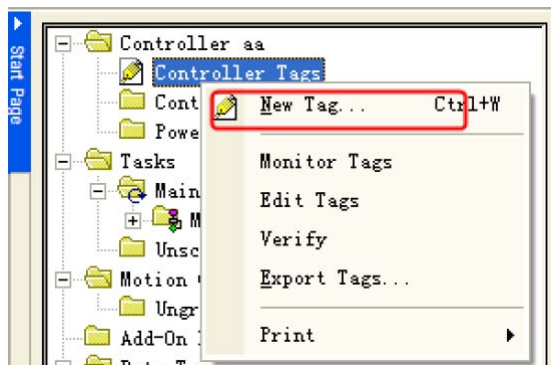 Start Page
Controller aa
Controller Tags
Cont
New Tag... Ctrl+W
Powe
Tasks
Monitor Tags
Main
Edit Tags
M
Unsc
Verify
Motion
Export Tags...
Ungr
Add-On
Print